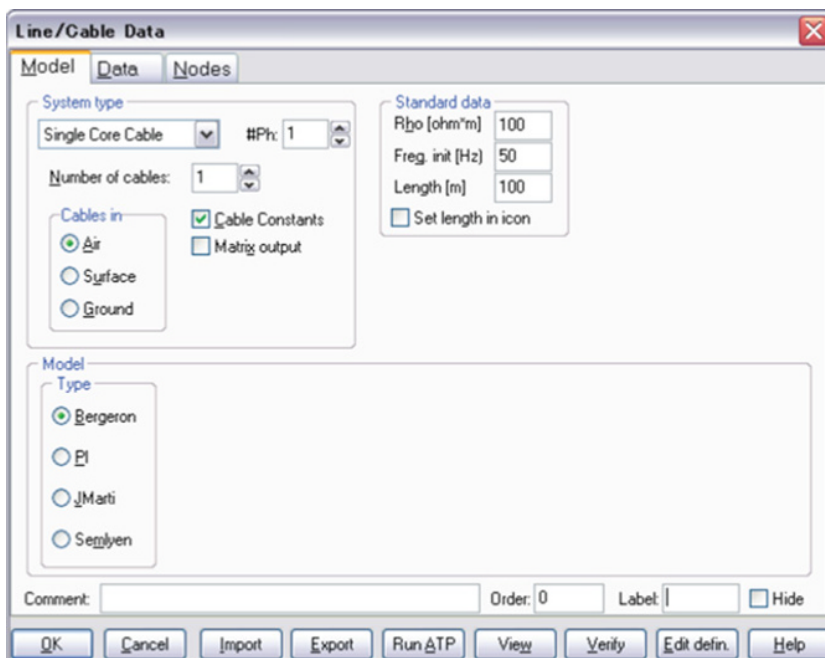 Line/Cable Data
Model Data Nodes
System type
Single Core Cable #Ph: 1
Number of cables: 1
Cables in
Air
Surface
Ground
Cable Constants
Matrix output
Standard data
Rho [ohm*m] 100
Freq. init [Hz] 50
Length [m] 100
Set length in icon
Model
Type
Bergeron
PI
JMarti
Semlyen
Comment: Order: 0 Label: Hide
OK Cancel Import Export Run ATP View Verify Edit defin. Help